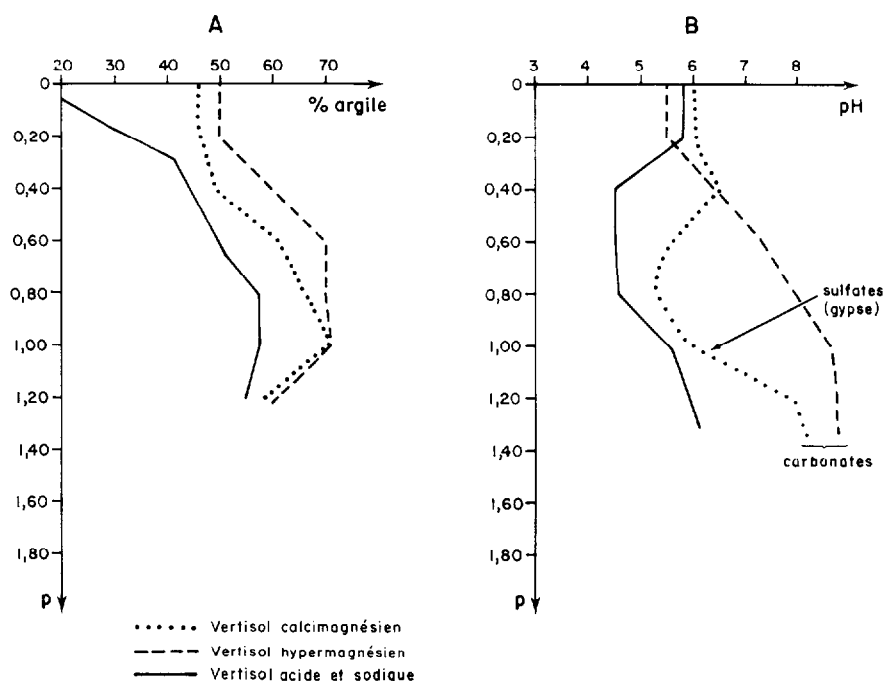 A
20 30 40 50 60 70
% argile
0
0,20
0,40
0,60
0,80
1,00
1,20
1,40
1,60
1,80
P
B
3 4 5 6 7 8
pH
0
0,20
0,40
0,60
0,80
1,00
1,20
1,40
1,60
1,80
P
sulfates
(gypse)
carbonates
Vertisol calcimagnésien
Vertisol hypermagnésien
Vertisol acide et sodique